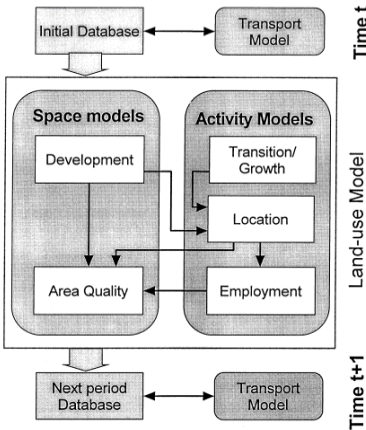 Initial Database
Transport
Model
Time t
Space models
Activity Models
Development
Transition/
Growth
Location
Area Quality
Employment
Land-use Model
Next period
Database
Transport
Model
Time t+1